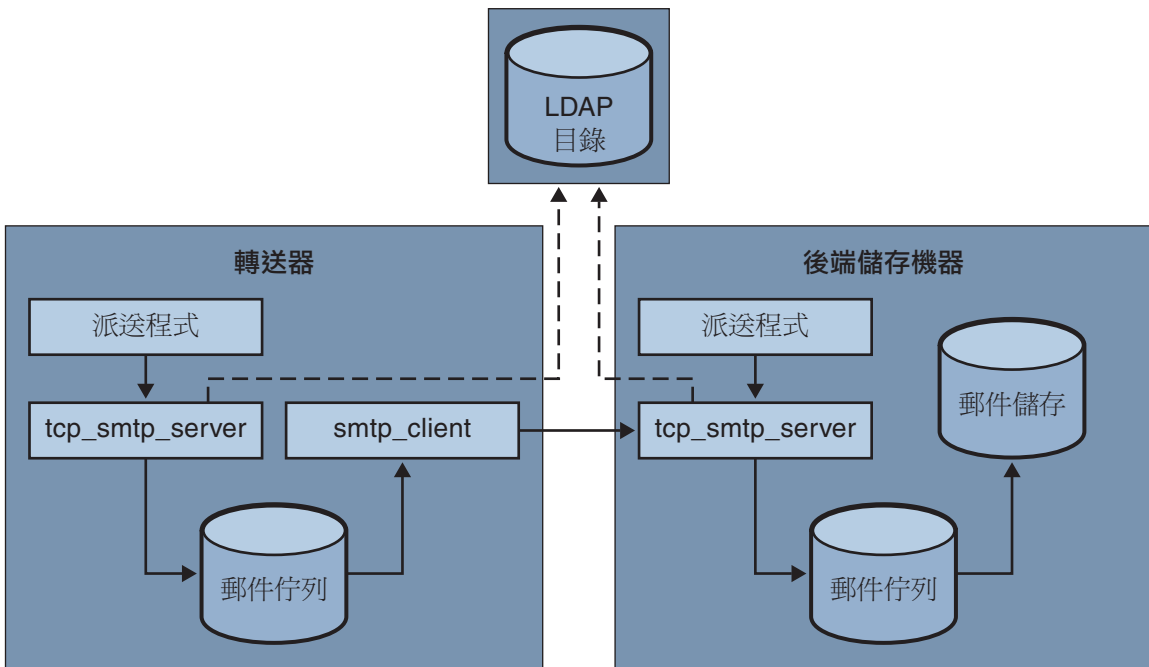 LDAP
目錄
轉送器
派送程式
tcp_smtp_server
smtp_client
郵件佇列
後端儲存機器
派送程式
tcp_smtp_server
郵件儲存
郵件佇列